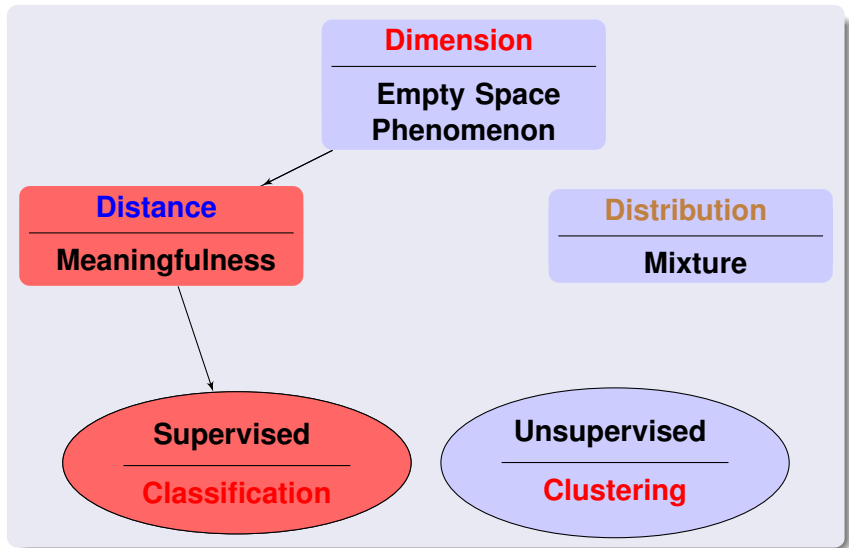 Dimension
Empty Space
Phenomenon
Distance
Meaningfulness
Distribution
Mixture
Supervised
Classification
Unsupervised
Clustering